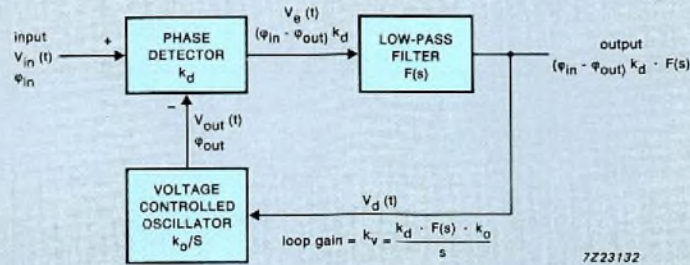 input
V_in (t)
φ_in
+
PHASE
DETECTOR
k_d
V_e (t)
(φ_in - φ_out) k_d
LOW-PASS
FILTER
F(s)
output
(φ_in - φ_out) k_d · F(s)
–
V_out (t)
φ_out
VOLTAGE
CONTROLLED
OSCILLATOR
k_o/S
V_d (t)
loop gain = k_v = k_d · F(s) · k_o / s
7Z23132